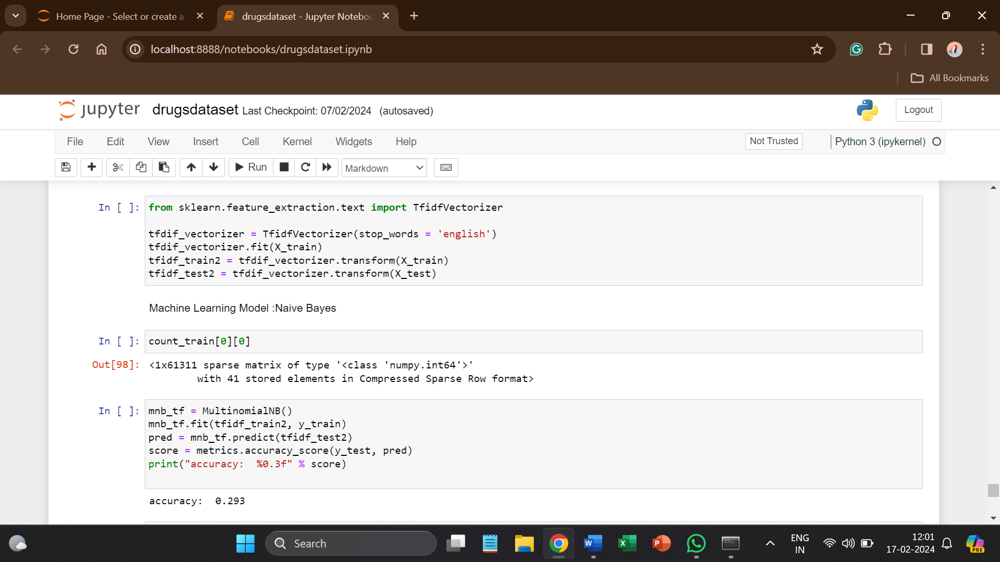 Home Page - Select or create a
drugsdataset - Jupyter Noteboo
localhost:8888/notebooks/drugsdataset.ipynb
All Bookmarks
jupyter drugsdataset Last Checkpoint: 07/02/2024 (autosaved)
Logout
File Edit View Insert Cell Kernel Widgets Help
Not Trusted
Python 3 (ipykernel)
Run
Markdown
In [ ]: from sklearn.feature_extraction.text import TfidfVectorizer
tfdif_vectorizer = TfidfVectorizer(stop_words = 'english')
tfdif_vectorizer.fit(X_train)
tfidf_train2 = tfdif_vectorizer.transform(X_train)
tfidf_test2 = tfdif_vectorizer.transform(X_test)
Machine Learning Model :Naive Bayes
In [ ]: count_train[0][0]
Out[98]: <1x61311 sparse matrix of type '<class 'numpy.int64'>'
with 41 stored elements in Compressed Sparse Row format>
In [ ]: mnb_tf = MultinomialNB()
mnb_tf.fit(tfidf_train2, y_train)
pred = mnb_tf.predict(tfidf_test2)
score = metrics.accuracy_score(y_test, pred)
print("accuracy:  %0.3f" % score)
accuracy:  0.293
Search
ENG
IN
12:01
17-02-2024
PRE